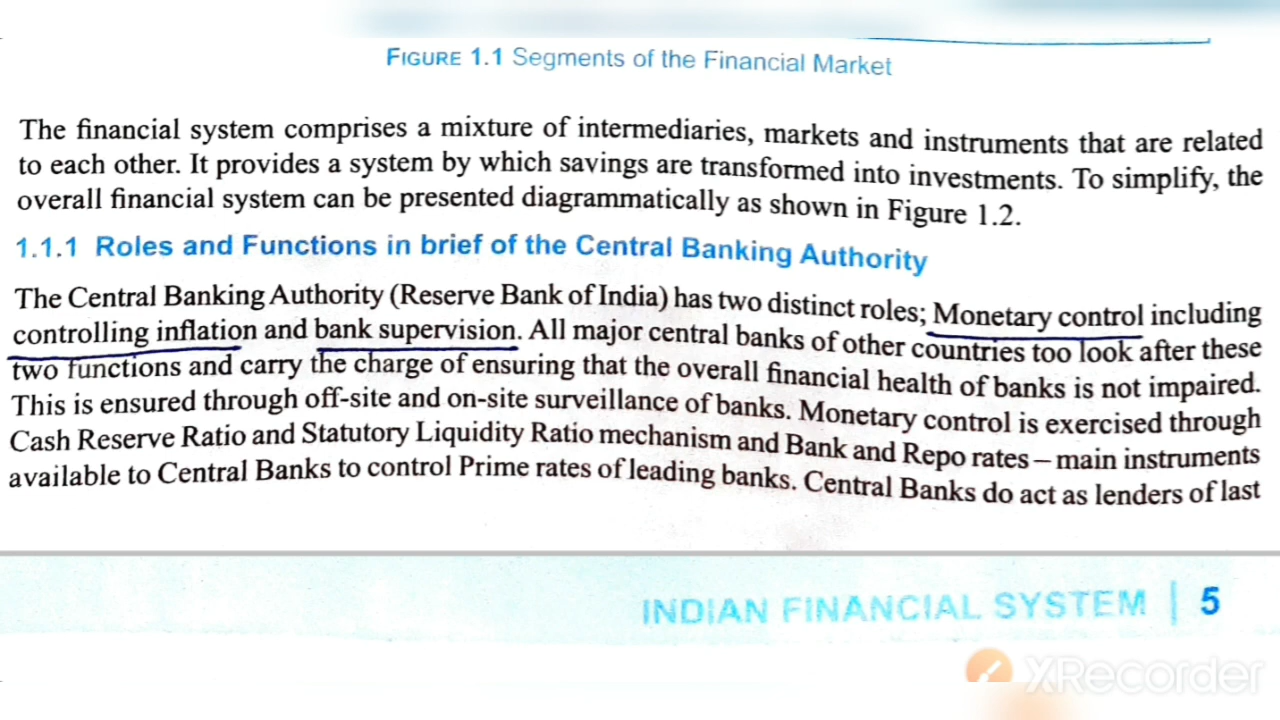 FIGURE 1.1 Segments of the Financial Market
The financial system comprises a mixture of intermediaries, markets and instruments that are related
to each other. It provides a system by which savings are transformed into investments. To simplify, the
overall financial system can be presented diagrammatically as shown in Figure 1.2.
1.1.1 Roles and Functions in brief of the Central Banking Authority
The Central Banking Authority (Reserve Bank of India) has two distinct roles; Monetary control including
controlling inflation and bank supervision. All major central banks of other countries too look after these
two functions and carry the charge of ensuring that the overall financial health of banks is not impaired.
This is ensured through off-site and on-site surveillance of banks. Monetary control is exercised through
Cash Reserve Ratio and Statutory Liquidity Ratio mechanism and Bank and Repo rates – main instruments
available to Central Banks to control Prime rates of leading banks. Central Banks do act as lenders of last
INDIAN FINANCIAL SYSTEM | 5
XRecorder